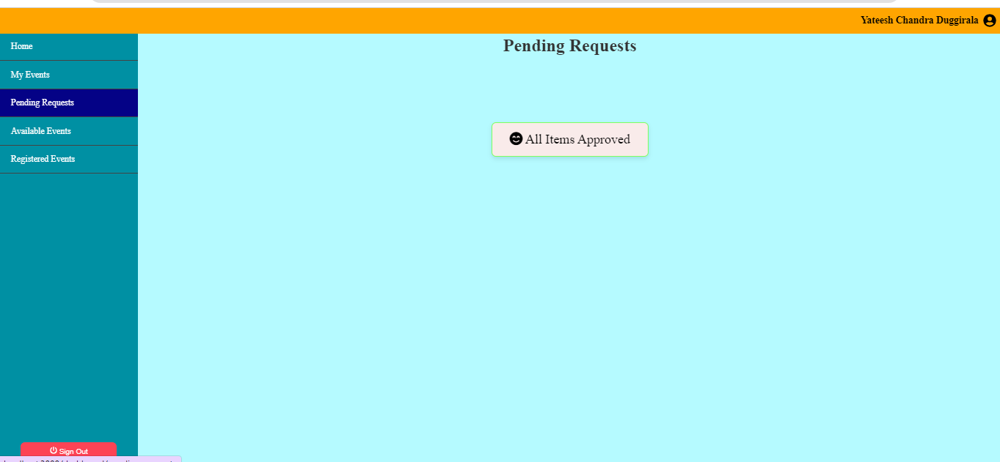 Yateesh Chandra Duggirala
Home
My Events
Pending Requests
Available Events
Registered Events
Pending Requests
All Items Approved
Sign Out